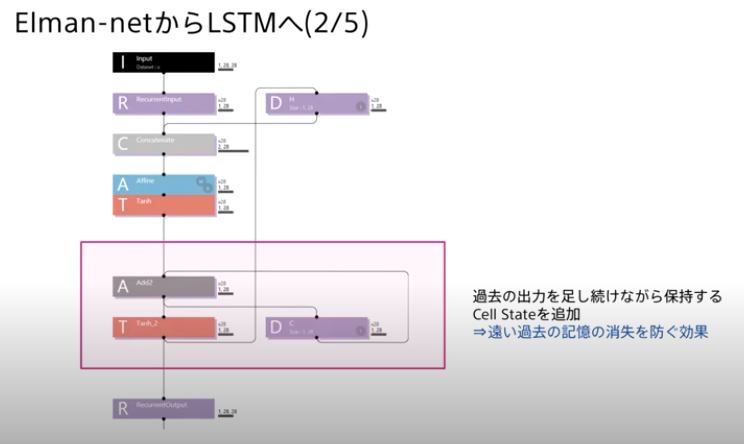 Elman-netからLSTMへ(2/5)
I Input
Dataset : x
1, 28, 28
R RecurrentInput
x28
1, 28
D H
Size : 1, 28
x28
1, 28
C Concatenate
x28
2, 28
A Affine
x28
1, 28
T Tanh
x28
1, 28
A Add2
x28
1, 28
過去の出力を足し続けながら保持する
Cell Stateを追加
⇒遠い過去の記憶の消失を防ぐ効果
T Tanh_2
x28
1, 28
D C
x28
1, 28
R RecurrentOutput
1, 28, 28